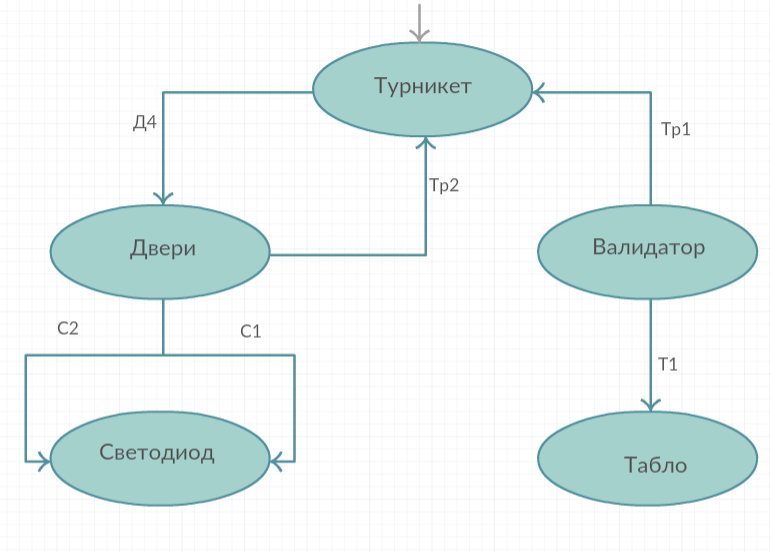 Турникет
Д4
Тр1
Тр2
Двери
Валидатор
С2
С1
Т1
Светодиод
Табло